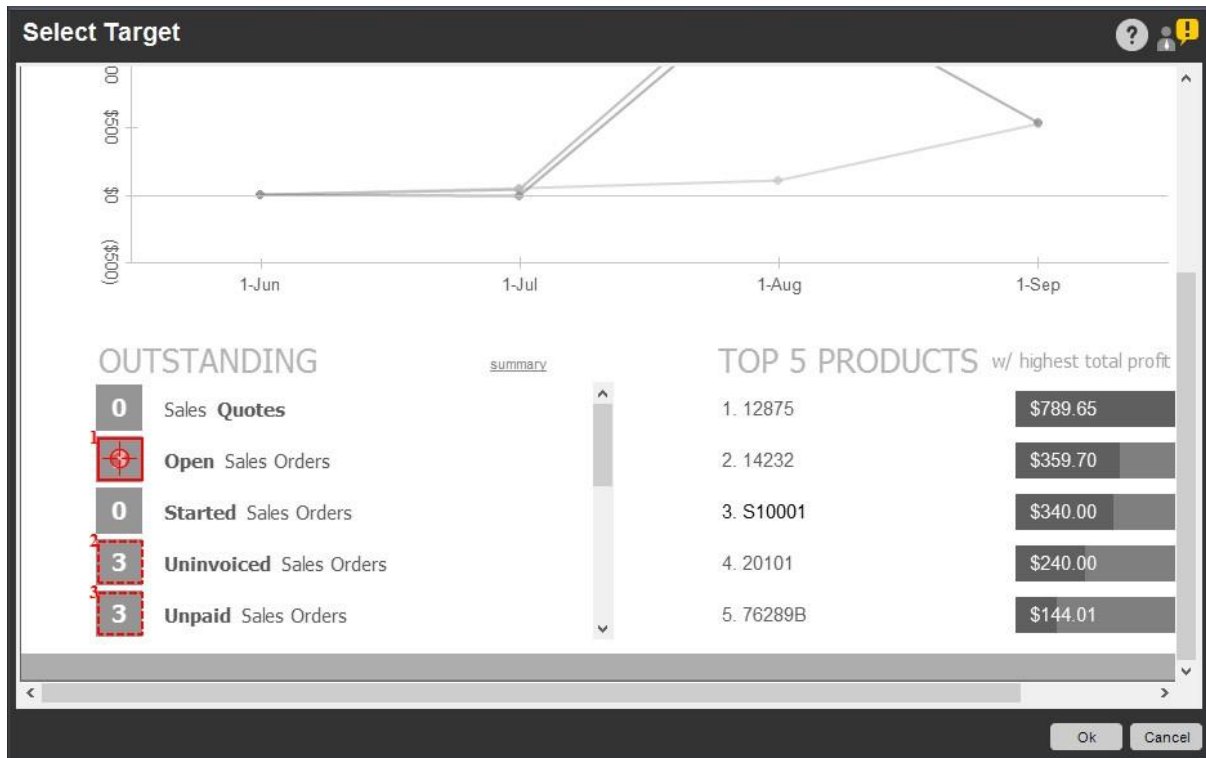 Select Target
?
!
00
$500
$0
($500)
1-Jun 1-Jul 1-Aug 1-Sep
OUTSTANDING summary
0 Sales Quotes
1 Open Sales Orders
0 Started Sales Orders
2 3 Uninvoiced Sales Orders
3 3 Unpaid Sales Orders
TOP 5 PRODUCTS w/ highest total profit
1. 12875 $789.65
2. 14232 $359.70
3. S10001 $340.00
4. 20101 $240.00
5. 76289B $144.01
Ok Cancel